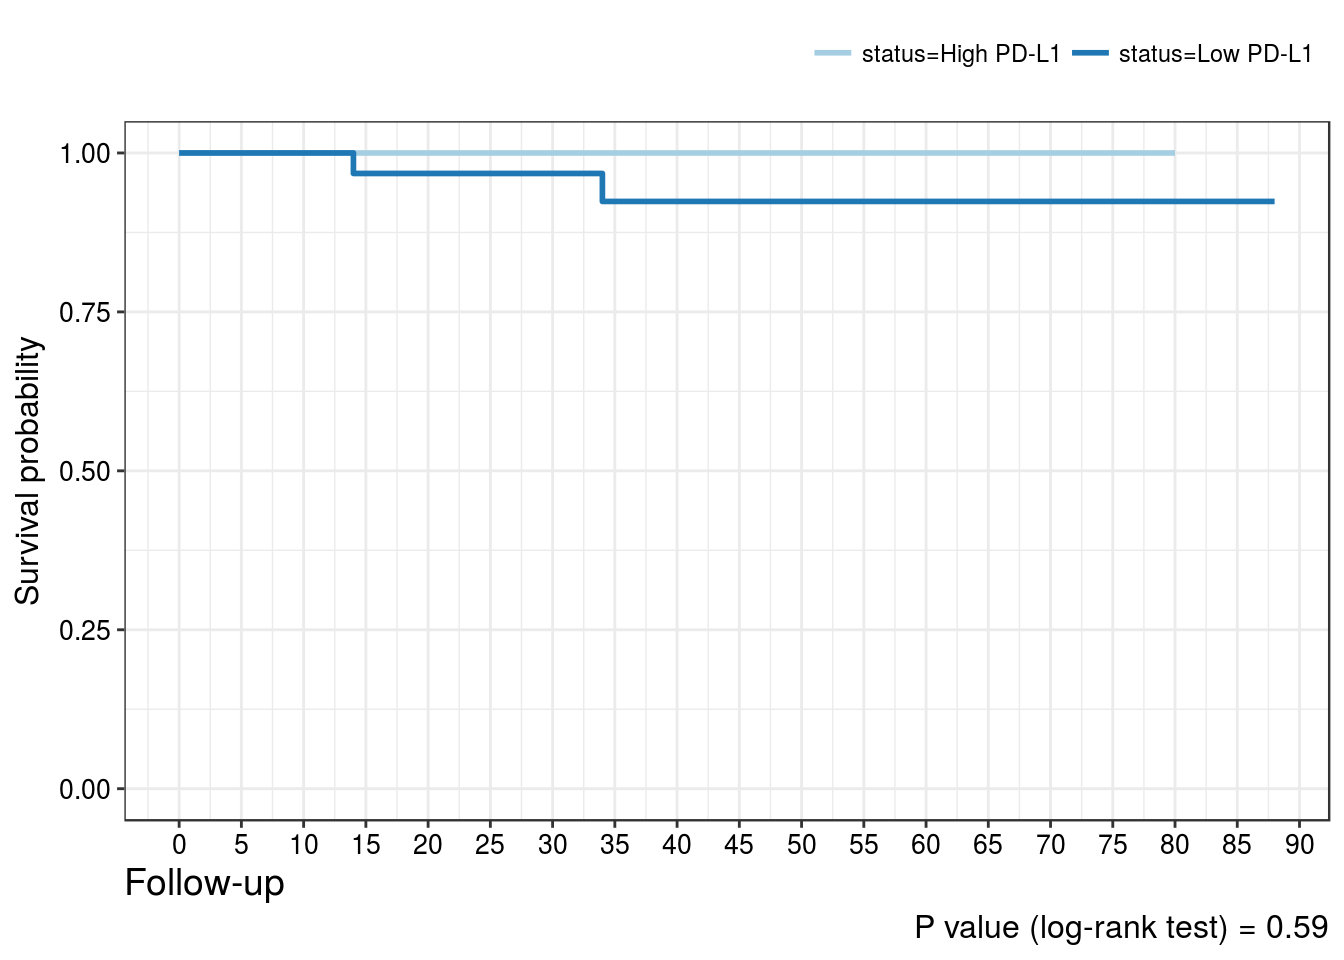 status=High PD-L1 status=Low PD-L1
Survival probability
1.00
0.75
0.50
0.25
0.00
0 5 10 15 20 25 30 35 40 45 50 55 60 65 70 75 80 85 90
Follow-up
P value (log-rank test) = 0.59